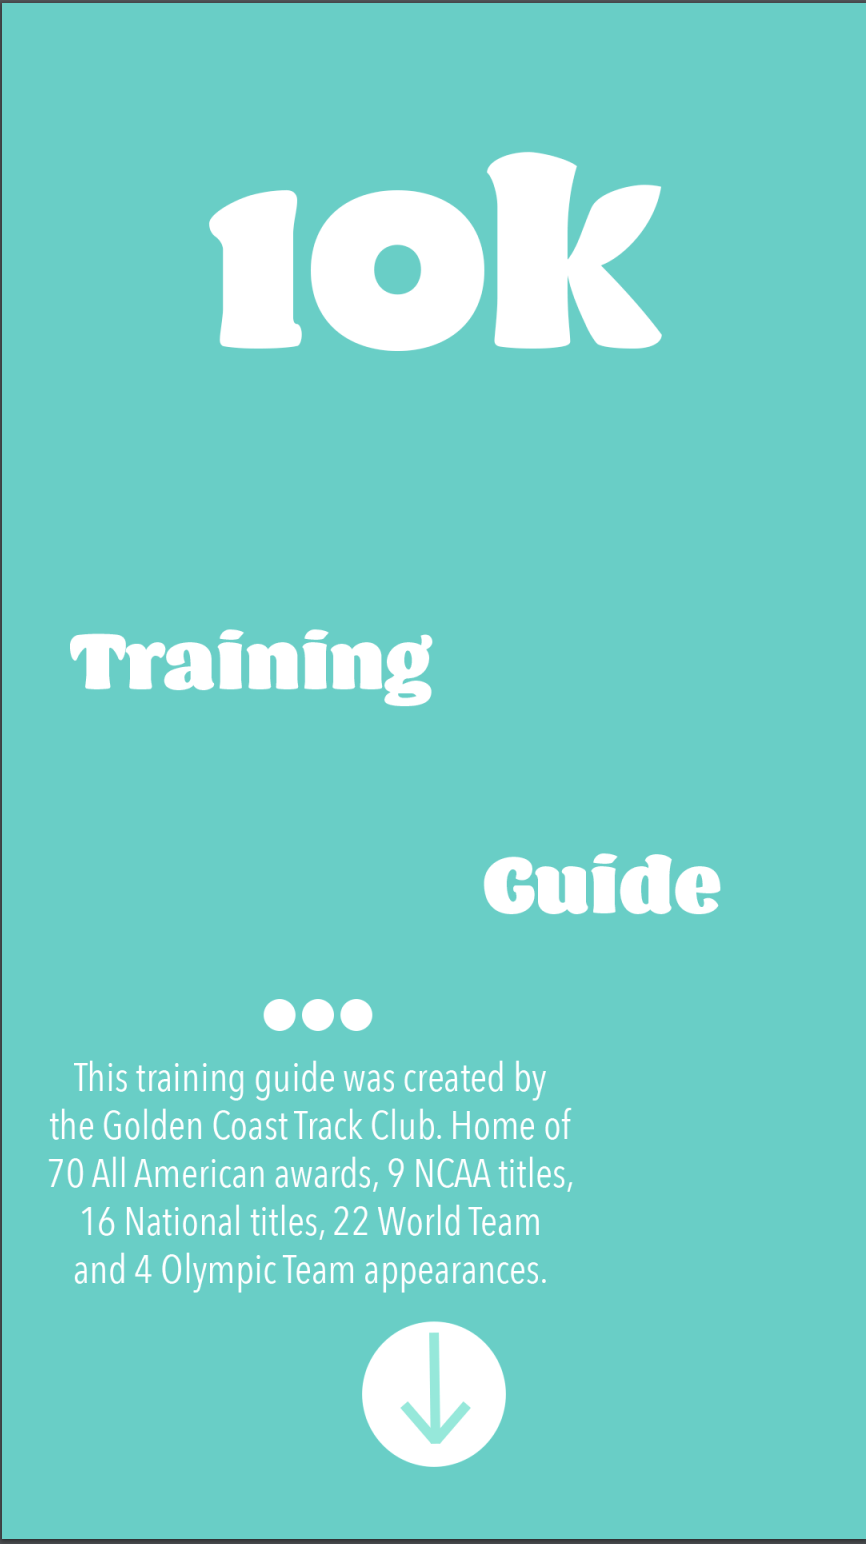 10k
Training
Guide
This training guide was created by
the Golden Coast Track Club. Home of
70 All American awards, 9 NCAA titles,
16 National titles, 22 World Team
and 4 Olympic Team appearances.